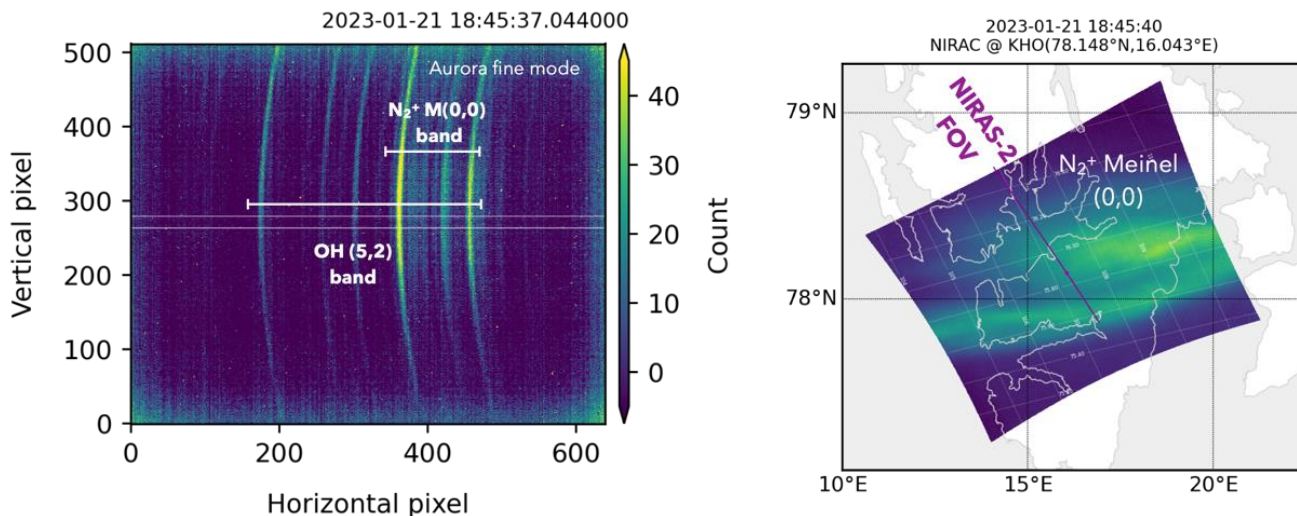 2023-01-21 18:45:37.044000
500
400
300
200
100
0
Vertical pixel
Aurora fine mode
N₂⁺ M(0,0)
band
OH (5,2)
band
0
200
400
600
Horizontal pixel
40
30
20
10
0
Count
2023-01-21 18:45:40
NIRAC @ KHO(78.148°N,16.043°E)
79°N
78°N
NIRAS-2
FOV
N₂⁺ Meinel
(0,0)
10°E
15°E
20°E